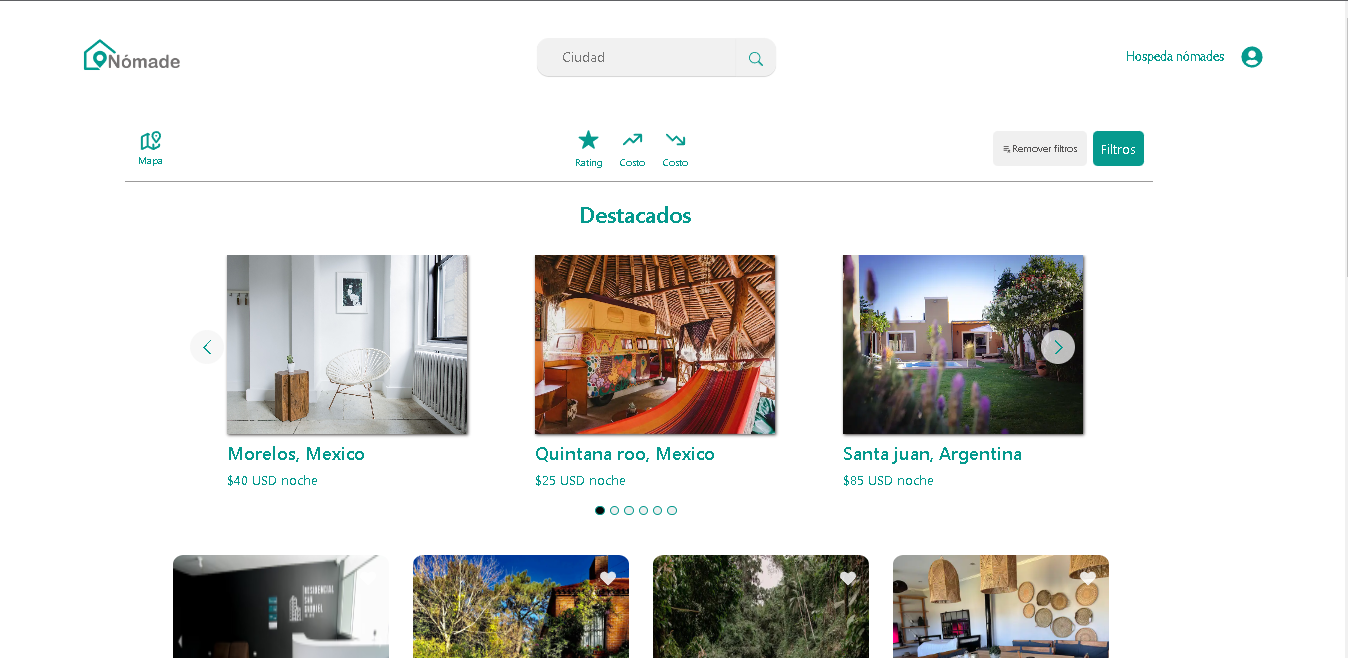 Nómade
Ciudad
Hospeda nómades
Mapa
Rating
Costo
Costo
Remover filtros
Filtros
Destacados
Morelos, Mexico
$40 USD noche
Quintana roo, Mexico
$25 USD noche
Santa juan, Argentina
$85 USD noche
RESIDENCIAL
SAN
GABRIEL